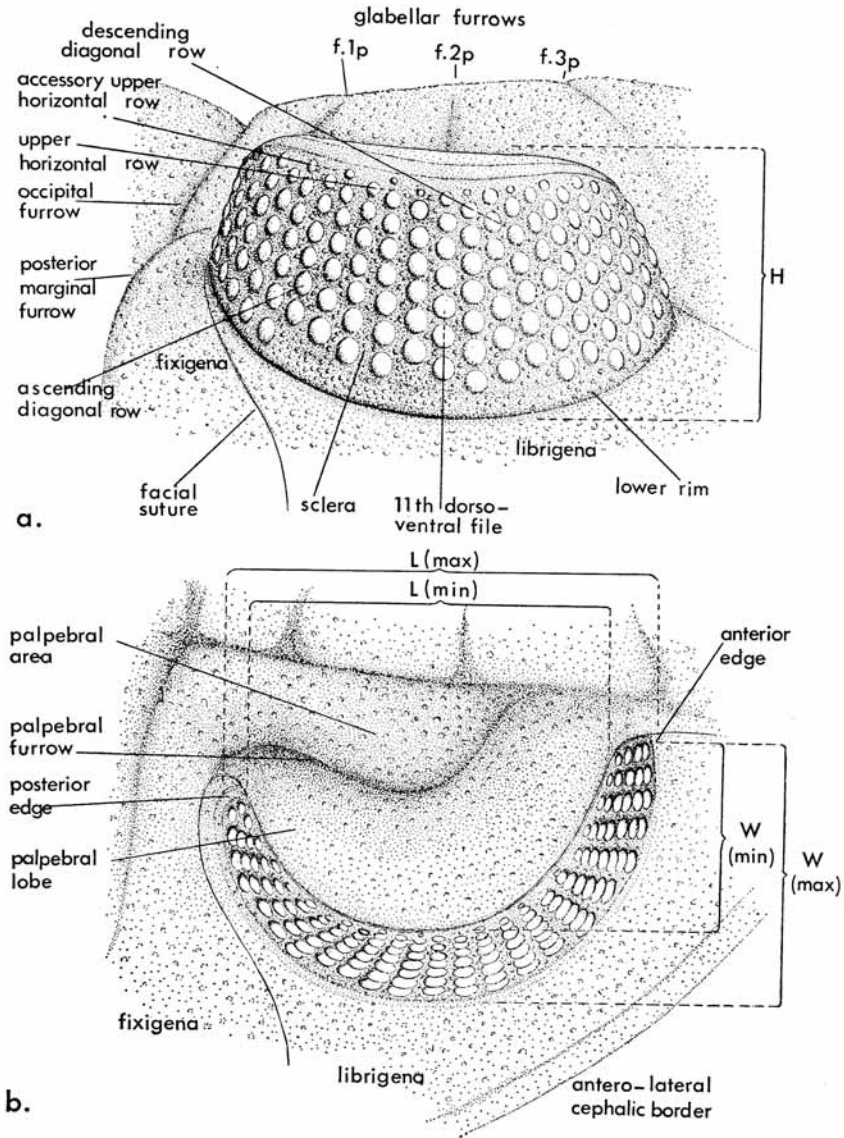 glabellar furrows
descending
diagonal row
f.1p
f.2p
f.3p
accessory upper
horizontal row
upper
horizontal row
occipital
furrow
posterior
marginal
furrow
H
fixigena
ascending
diagonal row
librigena
facial
suture
sclera
11th dorso-
ventral file
lower rim
a.
L (max)
L (min)
palpebral
area
anterior
edge
palpebral
furrow
posterior
edge
palpebral
lobe
W
(min)
W
(max)
fixigena
librigena
antero-lateral
cephalic border
b.